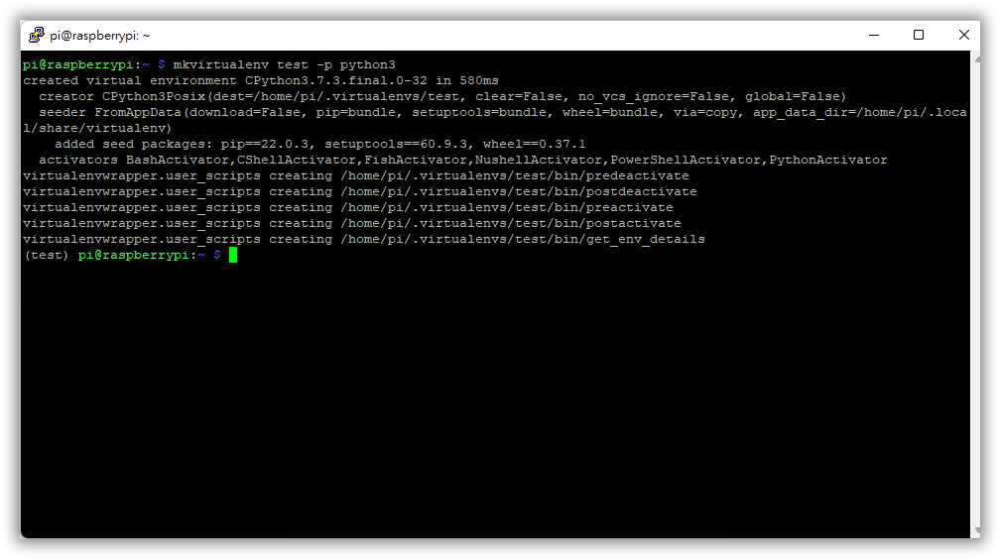 pi@raspberrypi: ~
pi@raspberrypi:~ $ mkvirtualenv test -p python3
created virtual environment CPython3.7.3.final.0-32 in 580ms
  creator CPython3Posix(dest=/home/pi/.virtualenvs/test, clear=False, no_vcs_ignore=False, global=False)
  seeder FromAppData(download=False, pip=bundle, setuptools=bundle, wheel=bundle, via=copy, app_data_dir=/home/pi/.loca
l/share/virtualenv)
    added seed packages: pip==22.0.3, setuptools==60.9.3, wheel==0.37.1
  activators BashActivator,CShellActivator,FishActivator,NushellActivator,PowerShellActivator,PythonActivator
virtualenvwrapper.user_scripts creating /home/pi/.virtualenvs/test/bin/predeactivate
virtualenvwrapper.user_scripts creating /home/pi/.virtualenvs/test/bin/postdeactivate
virtualenvwrapper.user_scripts creating /home/pi/.virtualenvs/test/bin/preactivate
virtualenvwrapper.user_scripts creating /home/pi/.virtualenvs/test/bin/postactivate
virtualenvwrapper.user_scripts creating /home/pi/.virtualenvs/test/bin/get_env_details
(test) pi@raspberrypi:~ $